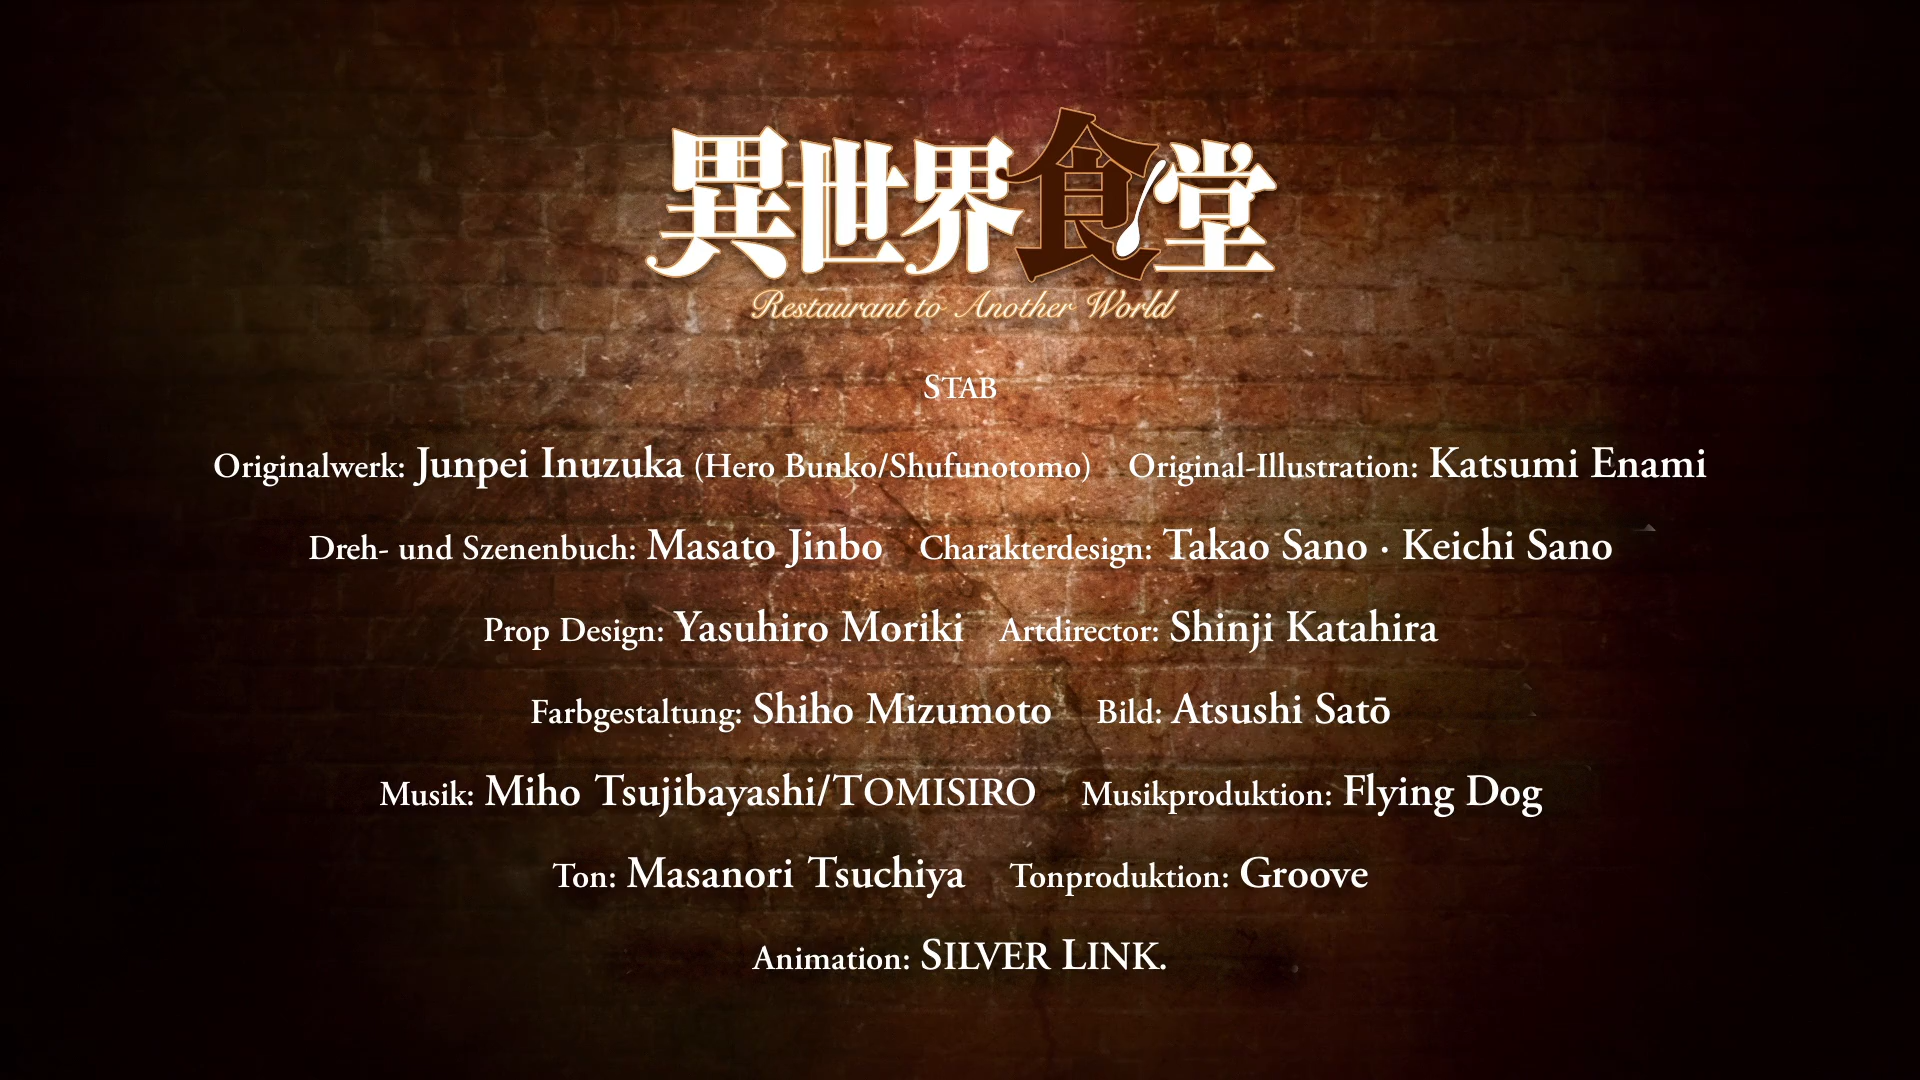 異世界食堂
Restaurant to Another World
STAB
Originalwerk: Junpei Inuzuka (Hero Bunko/Shufunotomo) Original-Illustration: Katsumi Enami
Dreh- und Szenenbuch: Masato Jinbo Charakterdesign: Takao Sano · Keichi Sano
Prop Design: Yasuhiro Moriki Artdirector: Shinji Katahira
Farbgestaltung: Shiho Mizumoto Bild: Atsushi Satō
Musik: Miho Tsujibayashi/TOMISIRO Musikproduktion: Flying Dog
Ton: Masanori Tsuchiya Tonproduktion: Groove
Animation: SILVER LINK.